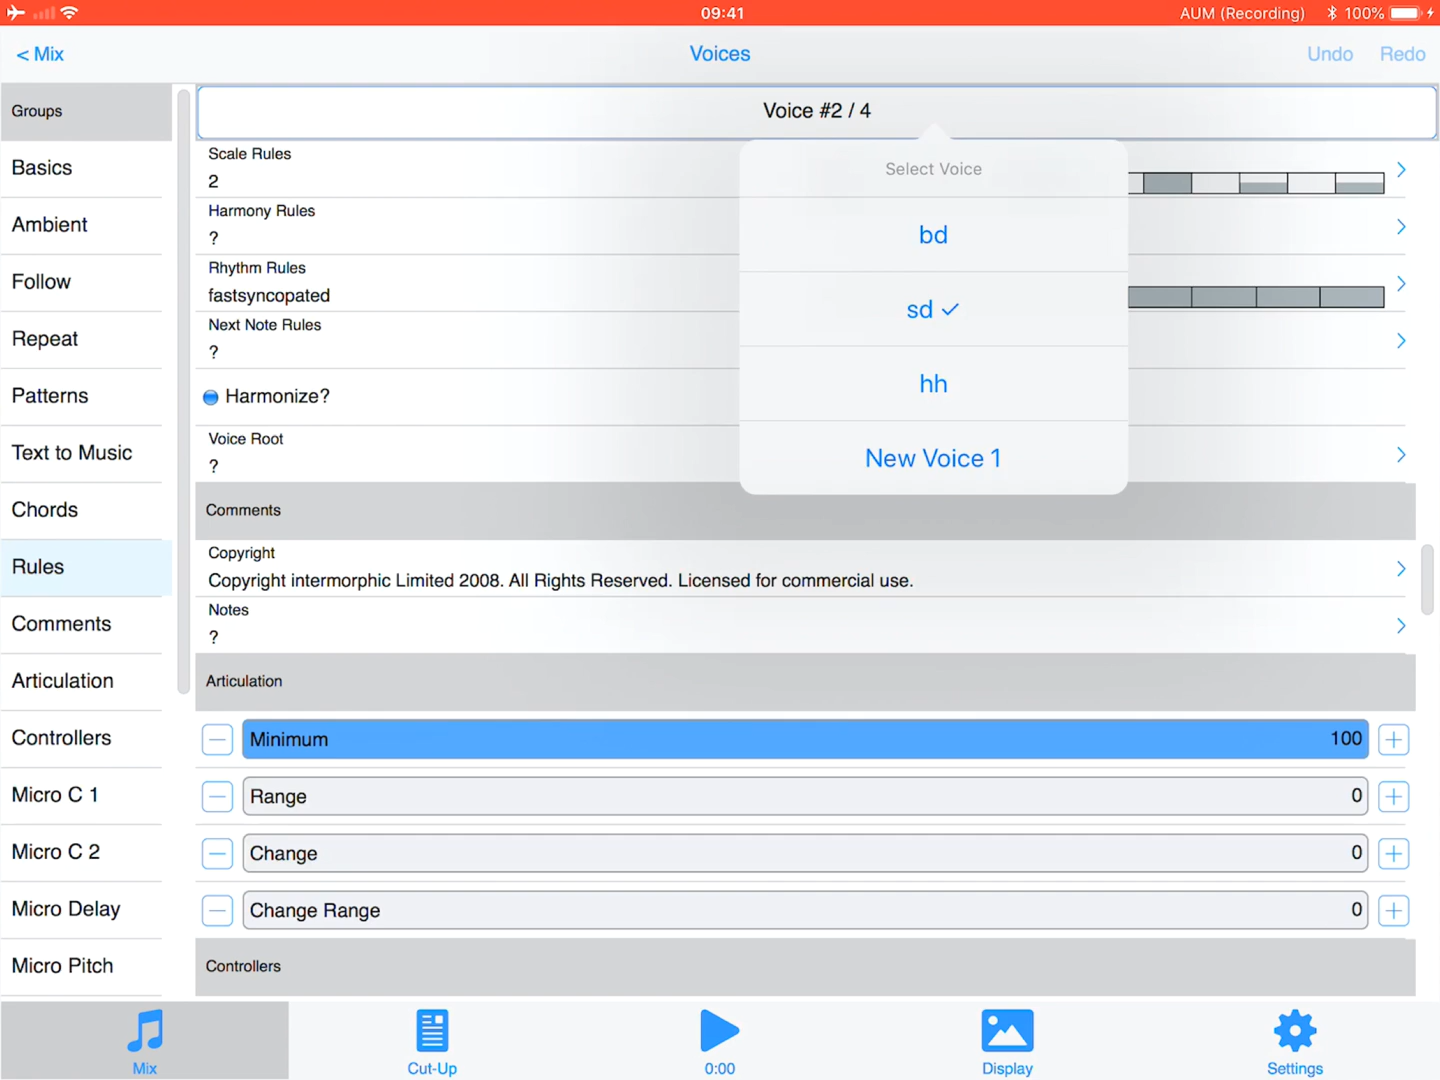 09:41
AUM (Recording) 100%
< Mix
Voices
Undo Redo
Groups
Basics
Ambient
Follow
Repeat
Patterns
Text to Music
Chords
Rules
Comments
Articulation
Controllers
Micro C 1
Micro C 2
Micro Delay
Micro Pitch
Voice #2 / 4
Scale Rules
2
Harmony Rules
?
Rhythm Rules
fastsyncopated
Next Note Rules
?
Harmonize?
Voice Root
?
Select Voice
bd
sd ✓
hh
New Voice 1
Comments
Copyright
Copyright intermorphic Limited 2008. All Rights Reserved. Licensed for commercial use.
Notes
?
Articulation
Minimum 100
Range 0
Change 0
Change Range 0
Controllers
Mix
Cut-Up
0:00
Display
Settings